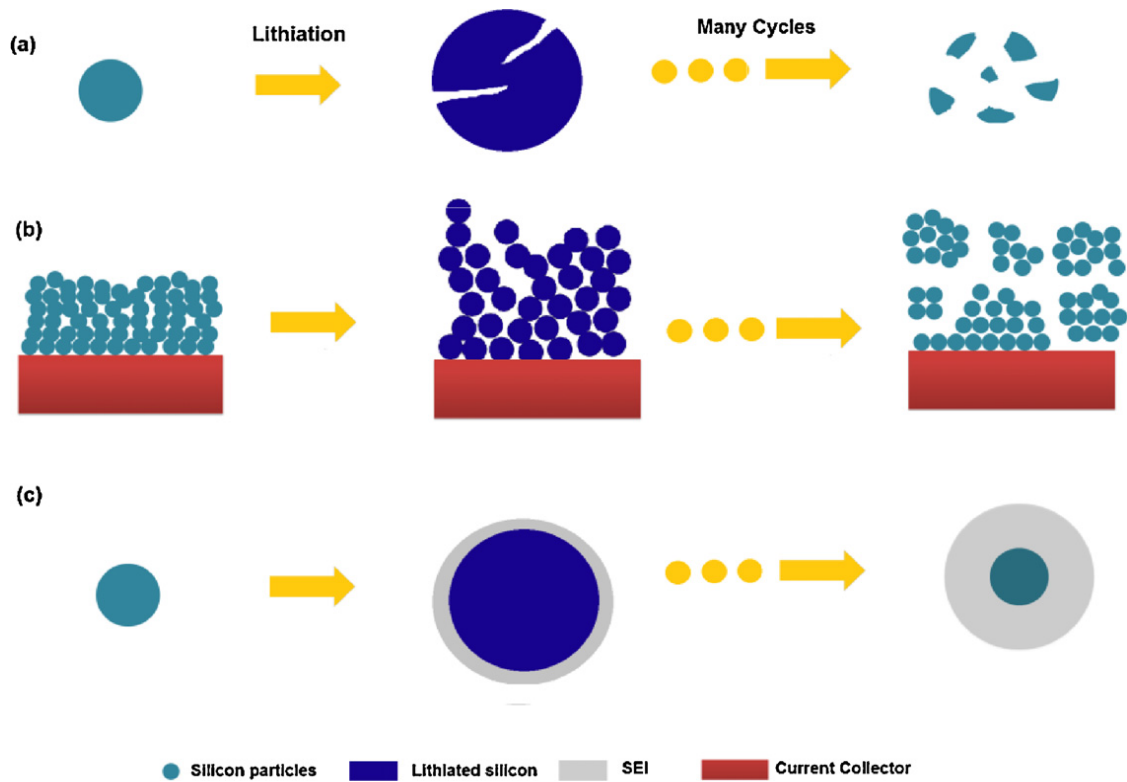 (a)
Lithiation
Many Cycles
(b)
(c)
Silicon particles
Lithiated silicon
SEI
Current Collector